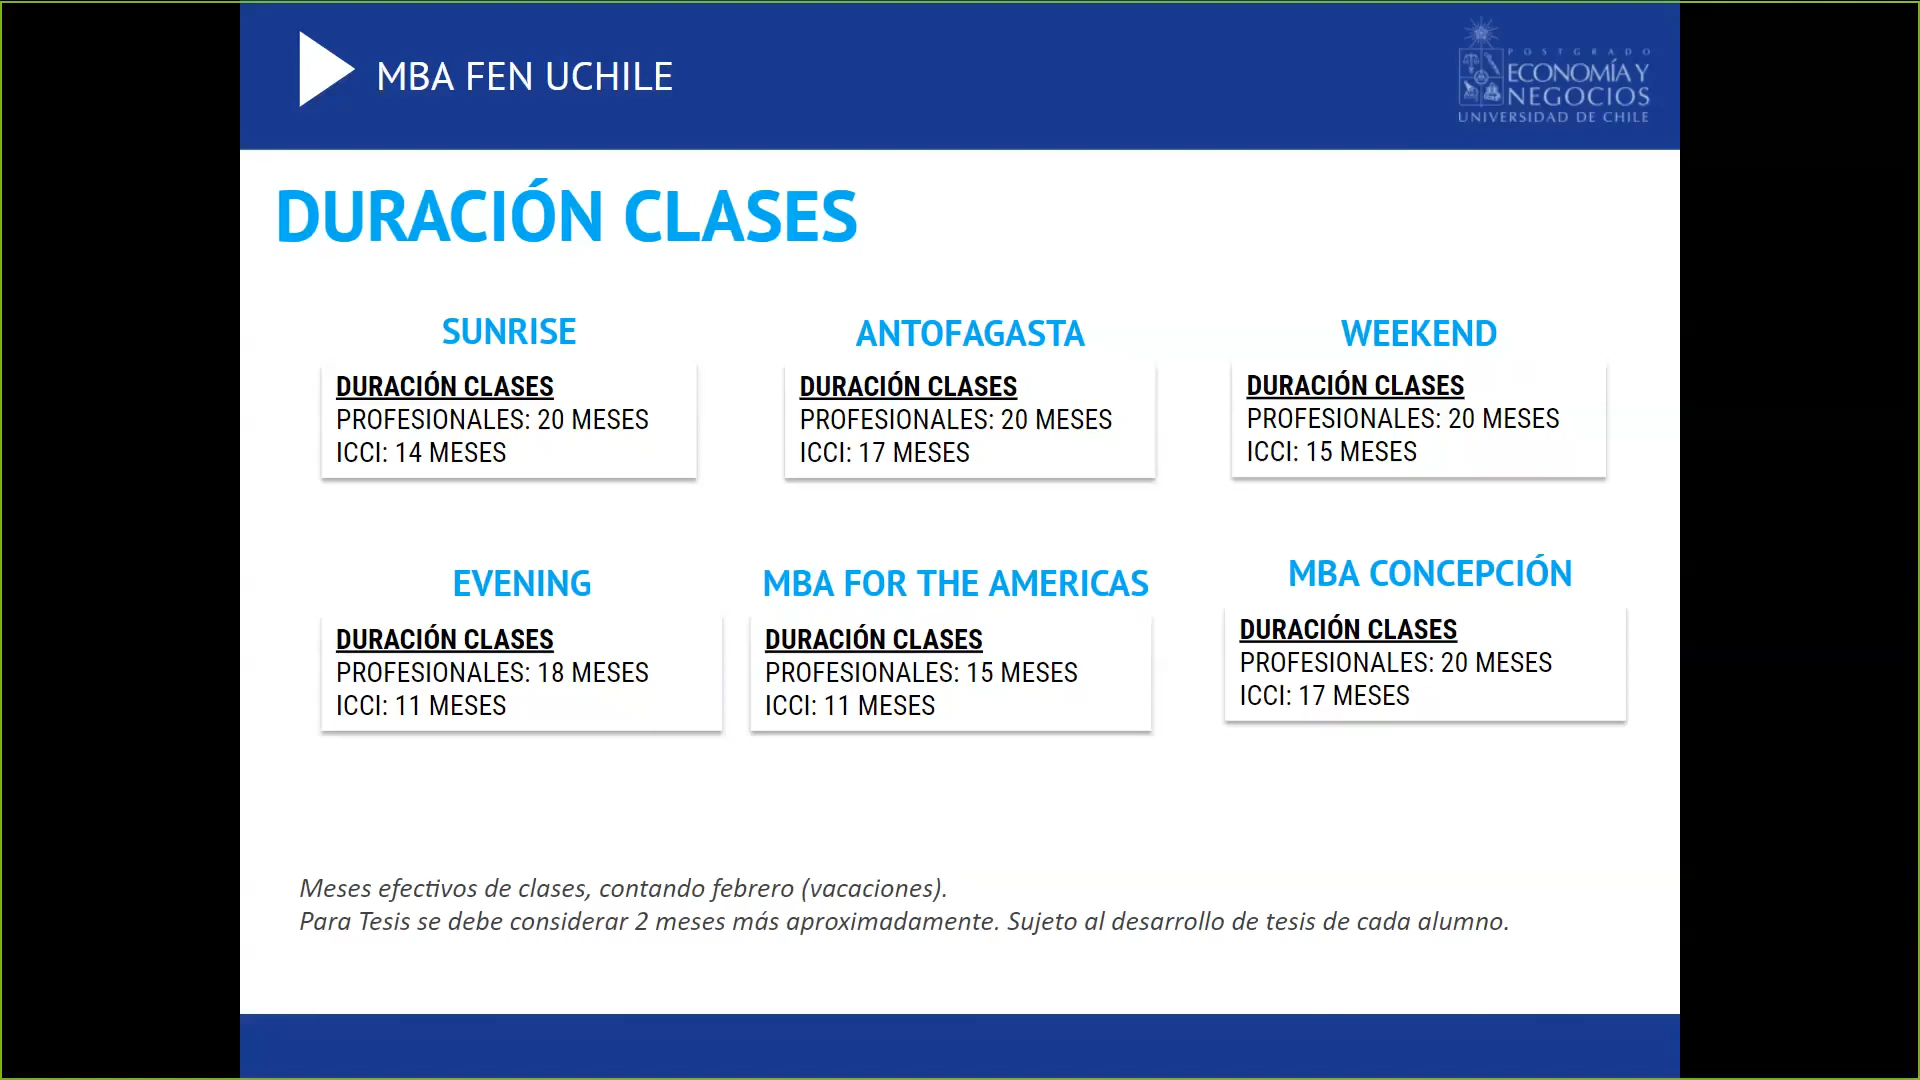 MBA FEN UCHILE
POSTGRADO
ECONOMÍA Y
NEGOCIOS
UNIVERSIDAD DE CHILE
DURACIÓN CLASES
SUNRISE
DURACIÓN CLASES
PROFESIONALES: 20 MESES
ICCI: 14 MESES
ANTOFAGASTA
DURACIÓN CLASES
PROFESIONALES: 20 MESES
ICCI: 17 MESES
WEEKEND
DURACIÓN CLASES
PROFESIONALES: 20 MESES
ICCI: 15 MESES
EVENING
DURACIÓN CLASES
PROFESIONALES: 18 MESES
ICCI: 11 MESES
MBA FOR THE AMERICAS
DURACIÓN CLASES
PROFESIONALES: 15 MESES
ICCI: 11 MESES
MBA CONCEPCIÓN
DURACIÓN CLASES
PROFESIONALES: 20 MESES
ICCI: 17 MESES
Meses efectivos de clases, contando febrero (vacaciones).
Para Tesis se debe considerar 2 meses más aproximadamente. Sujeto al desarrollo de tesis de cada alumno.